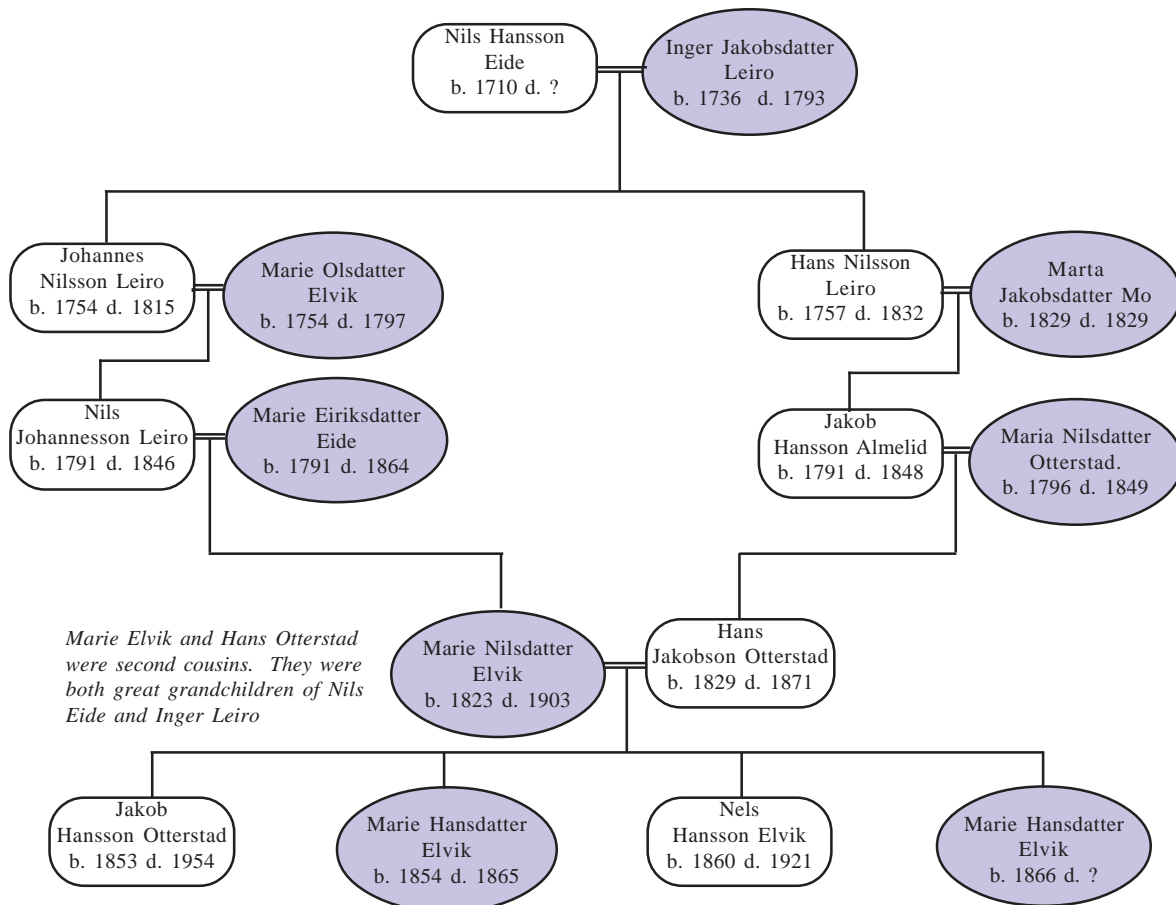 Nils Hansson
Eide
b. 1710 d. ?
Inger Jakobsdatter
Leiro
b. 1736 d. 1793
Johannes
Nilsson Leiro
b. 1754 d. 1815
Marie Olsdatter
Elvik
b. 1754 d. 1797
Hans Nilsson
Leiro
b. 1757 d. 1832
Marta
Jakobsdatter Mo
b. 1829 d. 1829
Nils
Johannesson Leiro
b. 1791 d. 1846
Marie Eiriksdatter
Eide
b. 1791 d. 1864
Jakob
Hansson Almelid
b. 1791 d. 1848
Maria Nilsdatter
Otterstad.
b. 1796 d. 1849
Marie Elvik and Hans Otterstad
were second cousins. They were
both great grandchildren of Nils
Eide and Inger Leiro
Marie Nilsdatter
Elvik
b. 1823 d. 1903
Hans
Jakobson Otterstad
b. 1829 d. 1871
Jakob
Hansson Otterstad
b. 1853 d. 1954
Marie Hansdatter
Elvik
b. 1854 d. 1865
Nels
Hansson Elvik
b. 1860 d. 1921
Marie Hansdatter
Elvik
b. 1866 d. ?